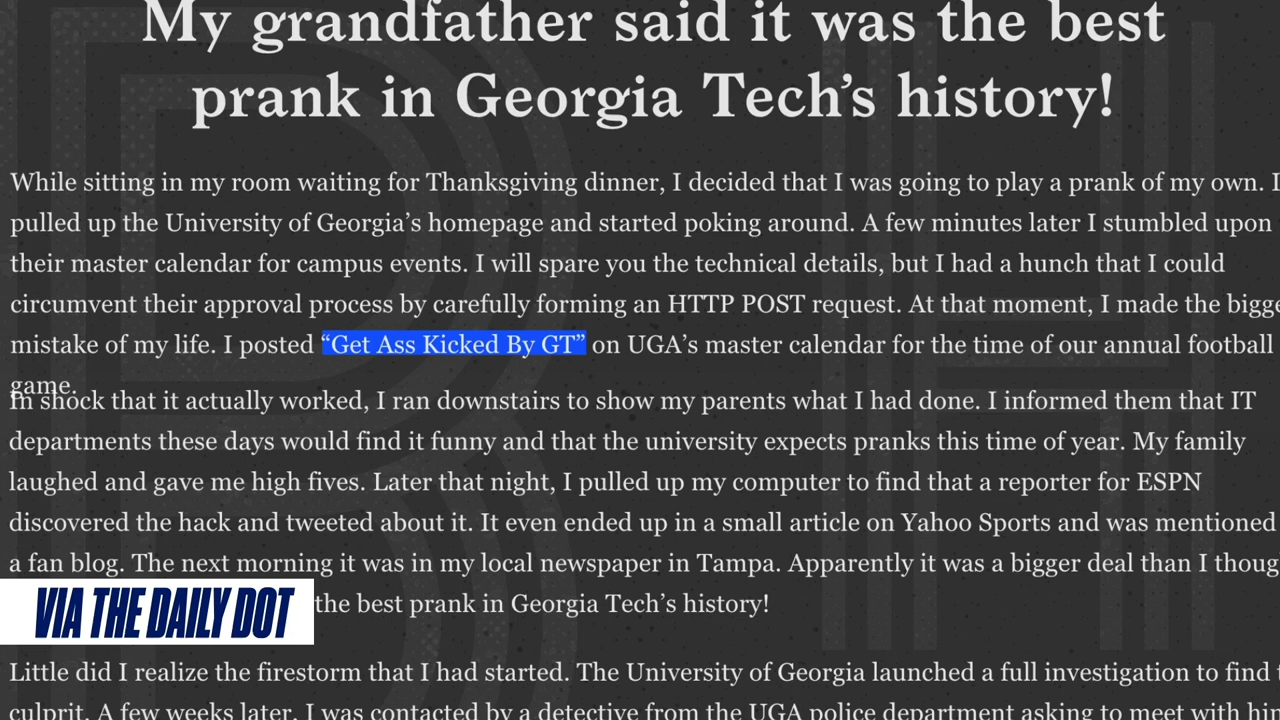 My grandfather said it was the best
prank in Georgia Tech’s history!
While sitting in my room waiting for Thanksgiving dinner, I decided that I was going to play a prank of my own. I
pulled up the University of Georgia’s homepage and started poking around. A few minutes later I stumbled upon
their master calendar for campus events. I will spare you the technical details, but I had a hunch that I could
circumvent their approval process by carefully forming an HTTP POST request. At that moment, I made the
mistake of my life. I posted “Get Ass Kicked By GT” on UGA’s master calendar for the time of our annual football
game.
In shock that it actually worked, I ran downstairs to show my parents what I had done. I informed them that IT
departments these days would find it funny and that the university expects pranks this time of year. My family
laughed and gave me high fives. Later that night, I pulled up my computer to find that a reporter for ESPN
discovered the hack and tweeted about it. It even ended up in a small article on Yahoo Sports and was mentioned
a fan blog. The next morning it was in my local newspaper in Tampa. Apparently it was a bigger deal than I
the best prank in Georgia Tech’s history!
VIA THE DAILY DOT
Little did I realize the firestorm that I had started. The University of Georgia launched a full investigation to find
culprit. A few weeks later, I was contacted by a detective from the UGA police department asking to meet with